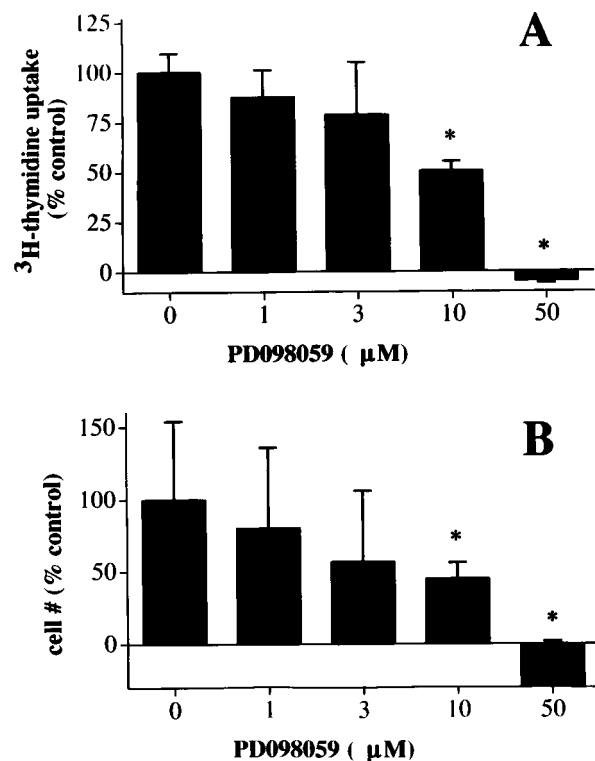 A
125
100
75
50
25
0
³H-thymidine uptake
(% control)
*
*
0 1 3 10 50
PD098059 ( μM)
B
150
100
50
0
cell # (% control)
*
*
0 1 3 10 50
PD098059 ( μM)